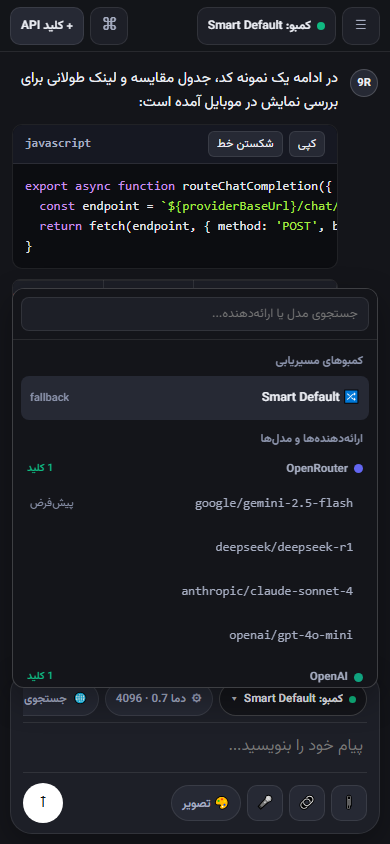 کمبو: Smart Default
+ کلید API
9R
در ادامه یک نمونه کد، جدول مقایسه و لینک طولانی برای
بررسی نمایش در موبایل آمده است:
کپی
شکستن خط
javascript
export async function routeChatCompletion({
const endpoint = `${providerBaseUrl}/chat/
return fetch(endpoint, { method: 'POST', b
}
جستجوی مدل یا ارائه‌دهنده...
کمبوهای مسیریابی
Smart Default
fallback
ارائه‌دهنده‌ها و مدل‌ها
OpenRouter
1 کلید
google/gemini-2.5-flash
پیش‌فرض
deepseek/deepseek-r1
anthropic/claude-sonnet-4
openai/gpt-4o-mini
OpenAI
1 کلید
کمبو: Smart Default
دما 0.7 · 4096
جستجوی
پیام خود را بنویسید...
تصویر